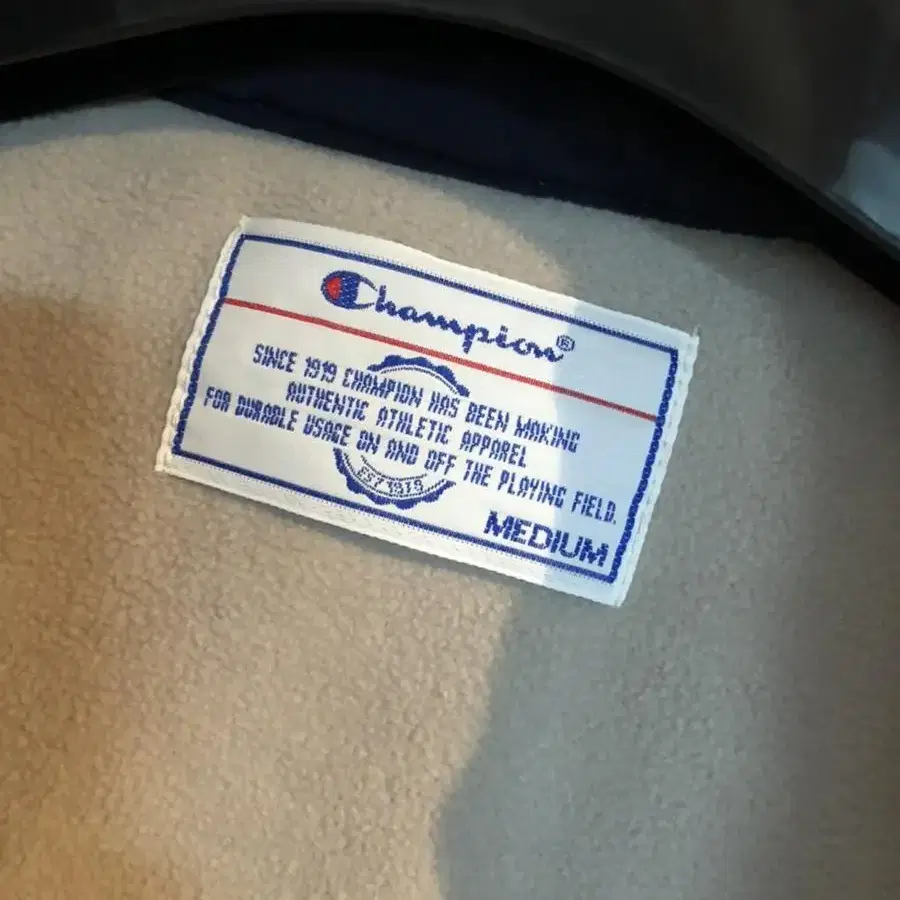 Champion®
SINCE 1919 CHAMPION HAS BEEN MAKING
AUTHENTIC ATHLETIC APPAREL
FOR DURABLE USAGE ON AND OFF THE PLAYING FIELD.
EST 1919
MEDIUM